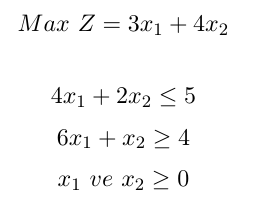 Max Z = 3x₁ + 4x₂
4x₁ + 2x₂ ≤ 5
6x₁ + x₂ ≥ 4
x₁ ve x₂ ≥ 0